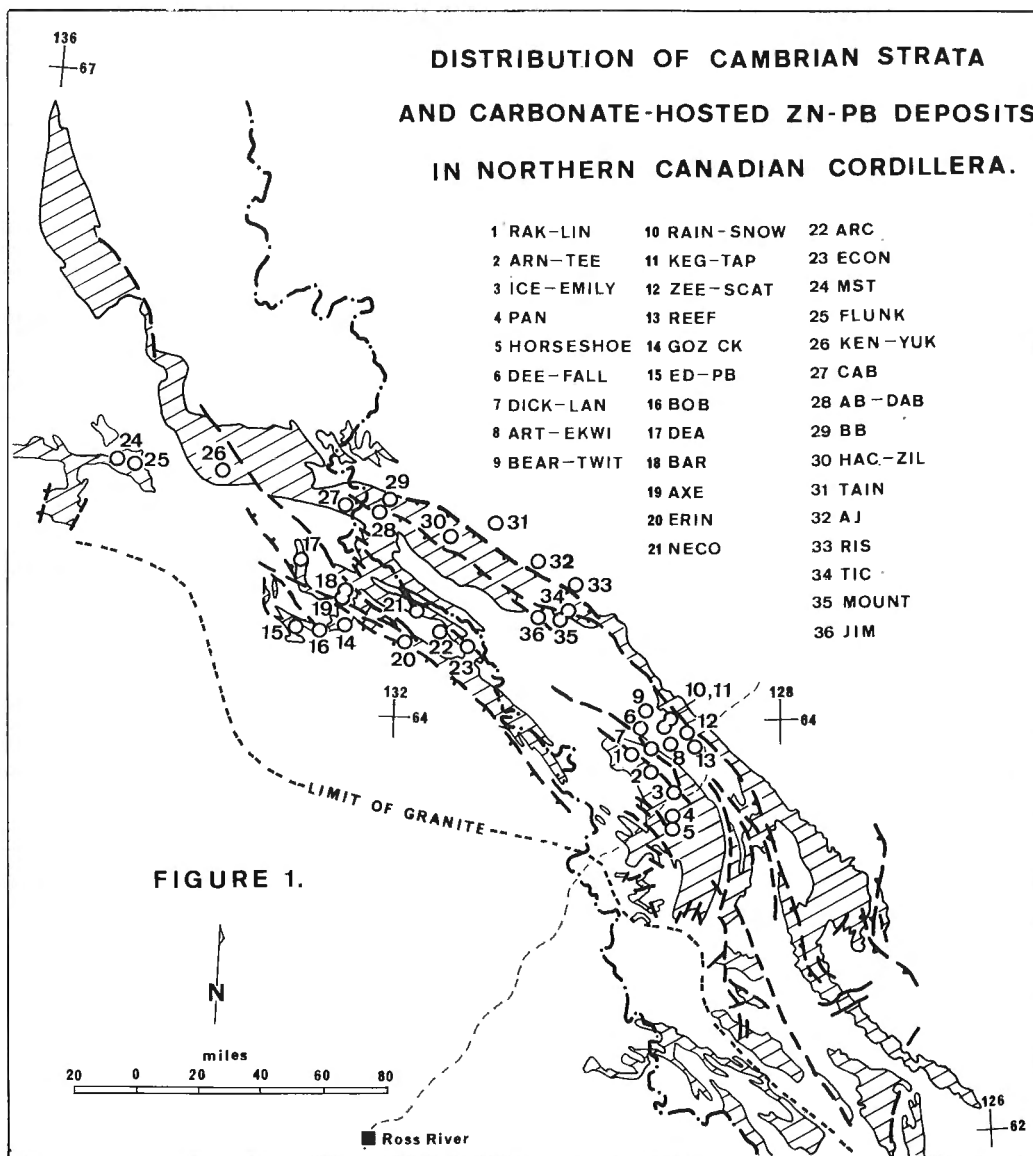 136
67
DISTRIBUTION OF CAMBRIAN STRATA
AND CARBONATE-HOSTED ZN-PB DEPOSITS
IN NORTHERN CANADIAN CORDILLERA.
1 RAK-LIN
2 ARN-TEE
3 ICE-EMILY
4 PAN
5 HORSESHOE
6 DEE-FALL
7 DICK-LAN
8 ART-EKWI
9 BEAR-TWIT
10 RAIN-SNOW
11 KEG-TAP
12 ZEE-SCAT
13 REEF
14 GOZ CK
15 ED-PB
16 BOB
17 DEA
18 BAR
19 AXE
20 ERIN
21 NECO
22 ARC
23 ECON
24 MST
25 FLUNK
26 KEN-YUK
27 CAB
28 AB-DAB
29 BB
30 HAC-ZIL
31 TAIN
32 AJ
33 RIS
34 TIC
35 MOUNT
36 JIM
24
25
26
27
28
29
30
31
32
33
34
35
36
17
18
19
15
16
14
21
22
20
23
132
64
128
64
9
10,11
6
12
7
8
13
1
2
3
4
5
LIMIT OF GRANITE
FIGURE 1.
N
miles
20 0 20 40 60 80
Ross River
126
62